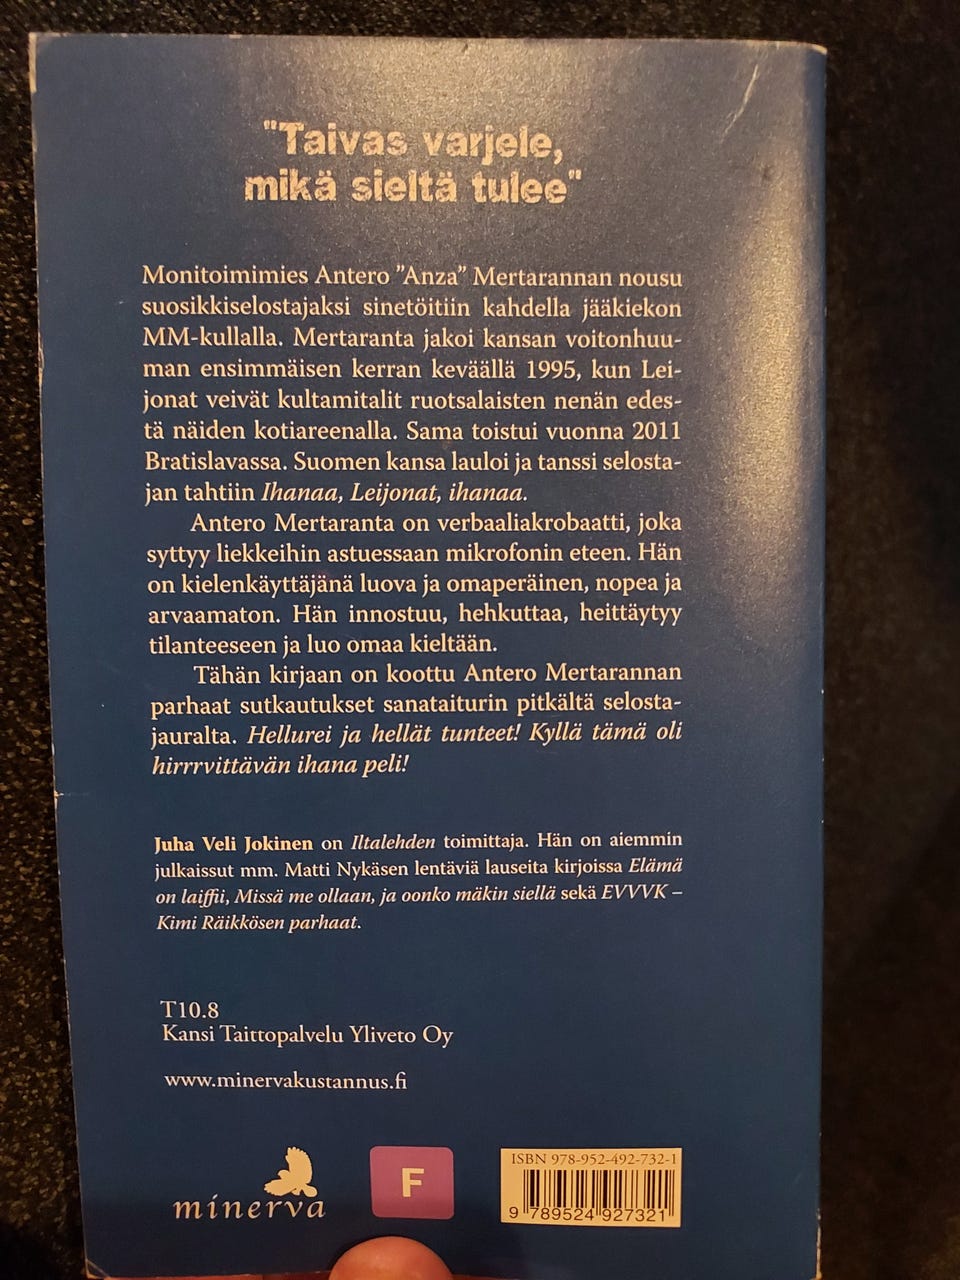 "Taivas varjele,
mikä sieltä tulee"
Monitoimimies Antero ”Anza” Mertarannan nousu
suosikkiselostajaksi sinetöitiin kahdella jääkiekon
MM-kullalla. Mertaranta jakoi kansan voitonhuu-
man ensimmäisen kerran keväällä 1995, kun Lei-
jonat veivät kultamitalit ruotsalaisten nenän edes-
tä näiden kotiareenalla. Sama toistui vuonna 2011
Bratislavassa. Suomen kansa lauloi ja tanssi selosta-
jan tahtiin Ihanaa, Leijonat, ihanaa.
Antero Mertaranta on verbaaliakrobaatti, joka
syttyy liekkeihin astuessaan mikrofonin eteen. Hän
on kielenkäyttäjänä luova ja omaperäinen, nopea ja
arvaamaton. Hän innostuu, hehkuttaa, heittäytyy
tilanteeseen ja luo omaa kieltään.
Tähän kirjaan on koottu Antero Mertarannan
parhaat sutkautukset sanataiturin pitkältä selosta-
jauralta. Hellurei ja hellät tunteet! Kyllä tämä oli
hirrrvittävän ihana peli!
Juha Veli Jokinen on Iltalehden toimittaja. Hän on aiemmin
julkaissut mm. Matti Nykäsen lentäviä lauseita kirjoissa Elämä
on laiffii, Missä me ollaan, ja oonko mäkin siellä sekä EVVVK –
Kimi Räikkösen parhaat.
T10.8
Kansi Taittopalvelu Yliveto Oy
www.minervakustannus.fi
minerva
F
ISBN 978-952-492-732-1
9 789524 927321